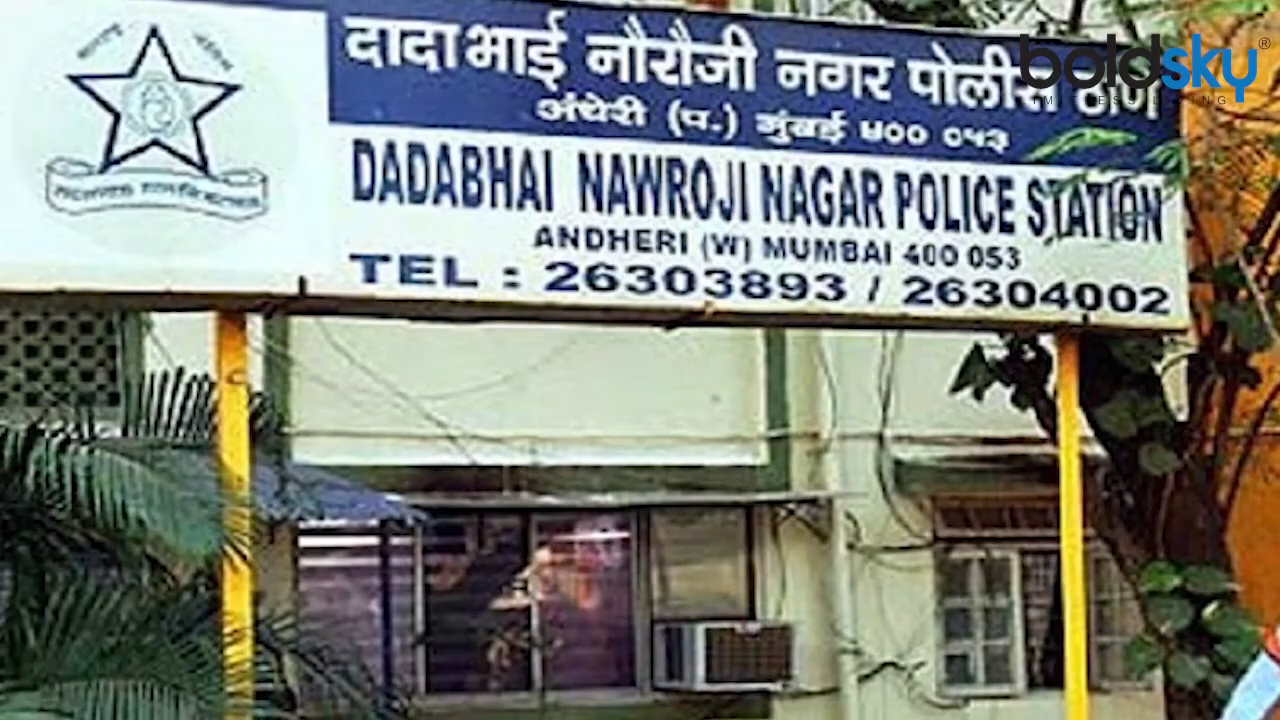 boldsky®
दादाभाई नौरौजी नगर पोलीस ठाणे
अंधेरी (प.) मुंबई ४०० ०५३
DADABHAI NAWROJI NAGAR POLICE STATION
ANDHERI (W) MUMBAI 400 053
TEL : 26303893 / 26304002